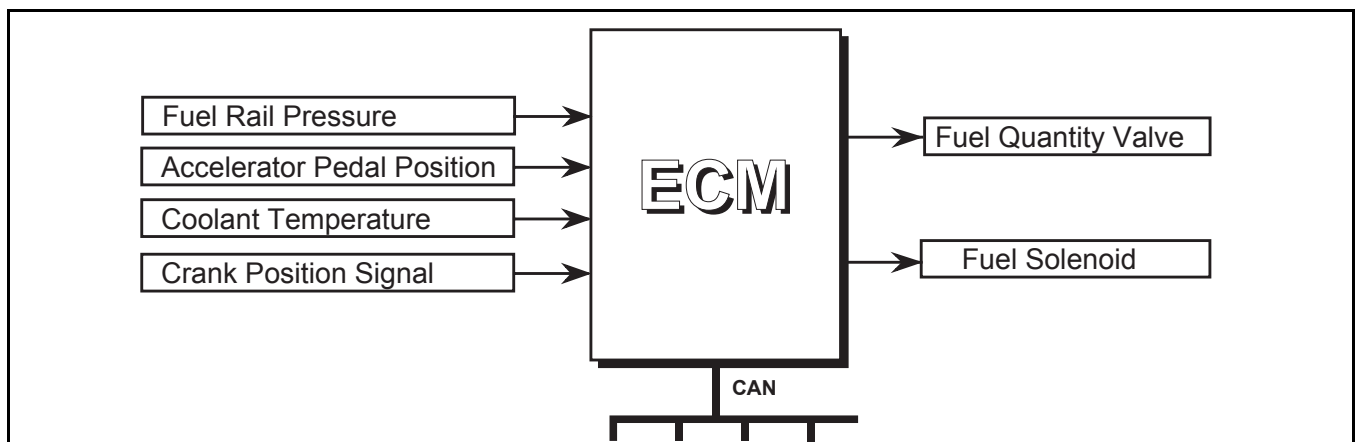 Fuel Rail Pressure
Accelerator Pedal Position
Coolant Temperature
Crank Position Signal
ECM
Fuel Quantity Valve
Fuel Solenoid
CAN